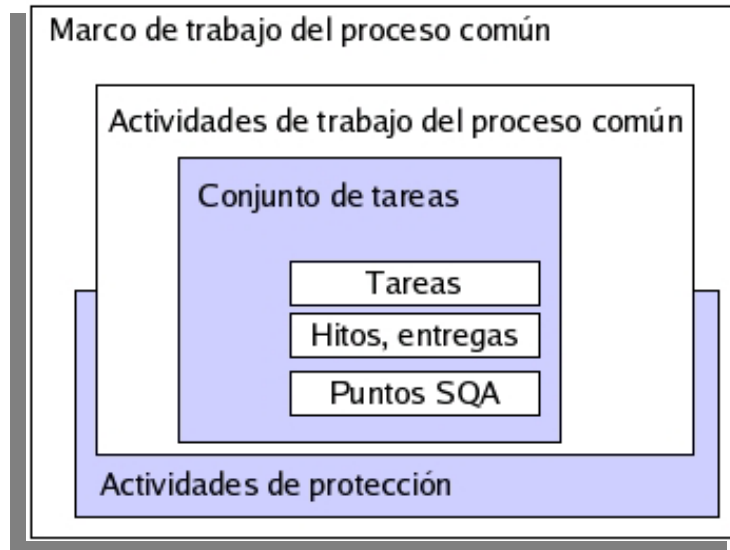 Marco de trabajo del proceso común
Actividades de trabajo del proceso común
Conjunto de tareas
Tareas
Hitos, entregas
Puntos SQA
Actividades de protección